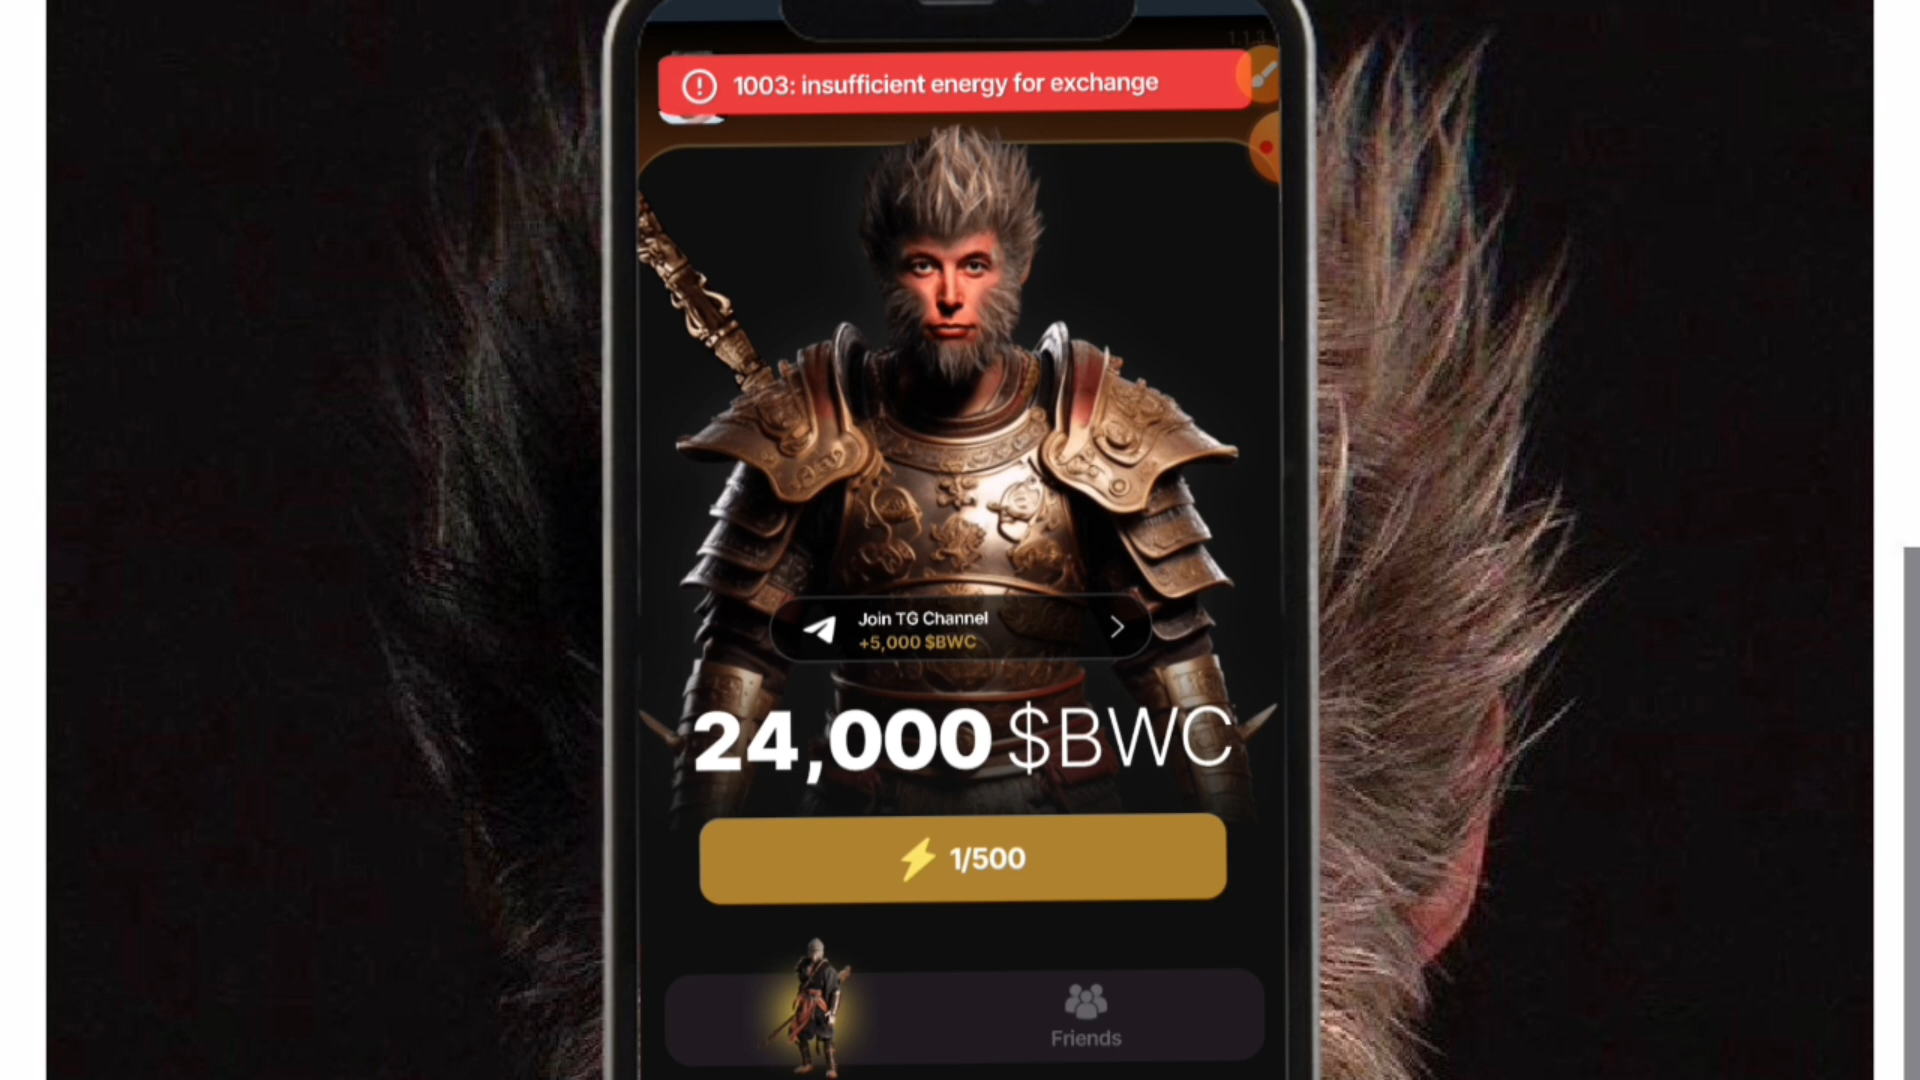 1003: insufficient energy for exchange
Join TG Channel
+5,000 $BWC
24,000 $BWC
1/500
Friends